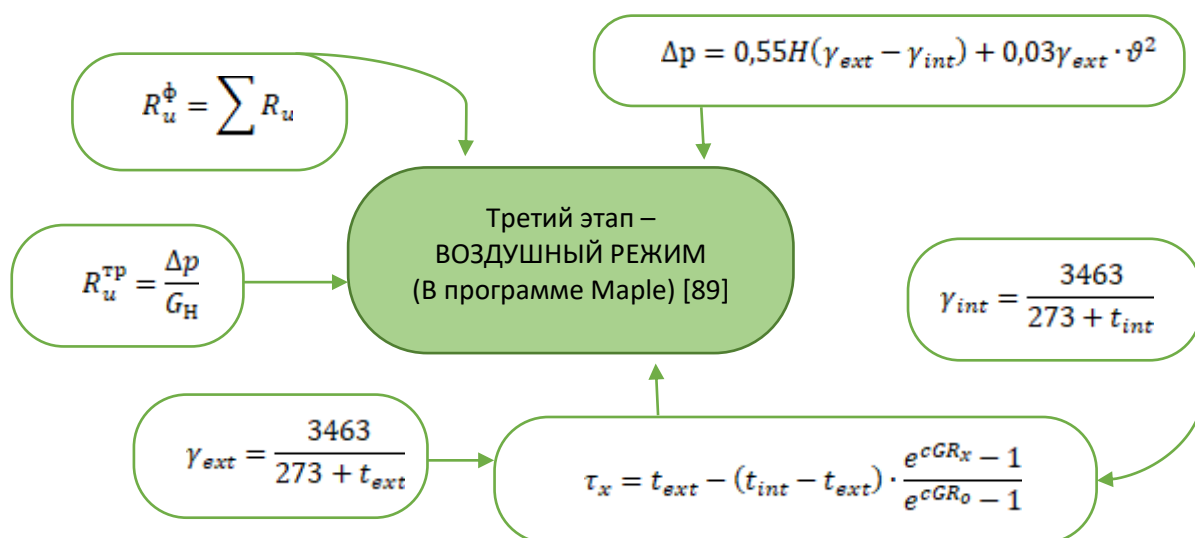 Δp = 0,55H(γ_ext − γ_int) + 0,03γ_ext · ϑ²
R_u^ф = ∑ R_u
Третий этап –
ВОЗДУШНЫЙ РЕЖИМ
(В программе Maple) [89]
R_u^тр = Δp / G_н
γ_int = 3463 / (273 + t_int)
γ_ext = 3463 / (273 + t_ext)
τ_x = t_ext − (t_int − t_ext) · (e^{cGR_x} − 1) / (e^{cGR_o} − 1)